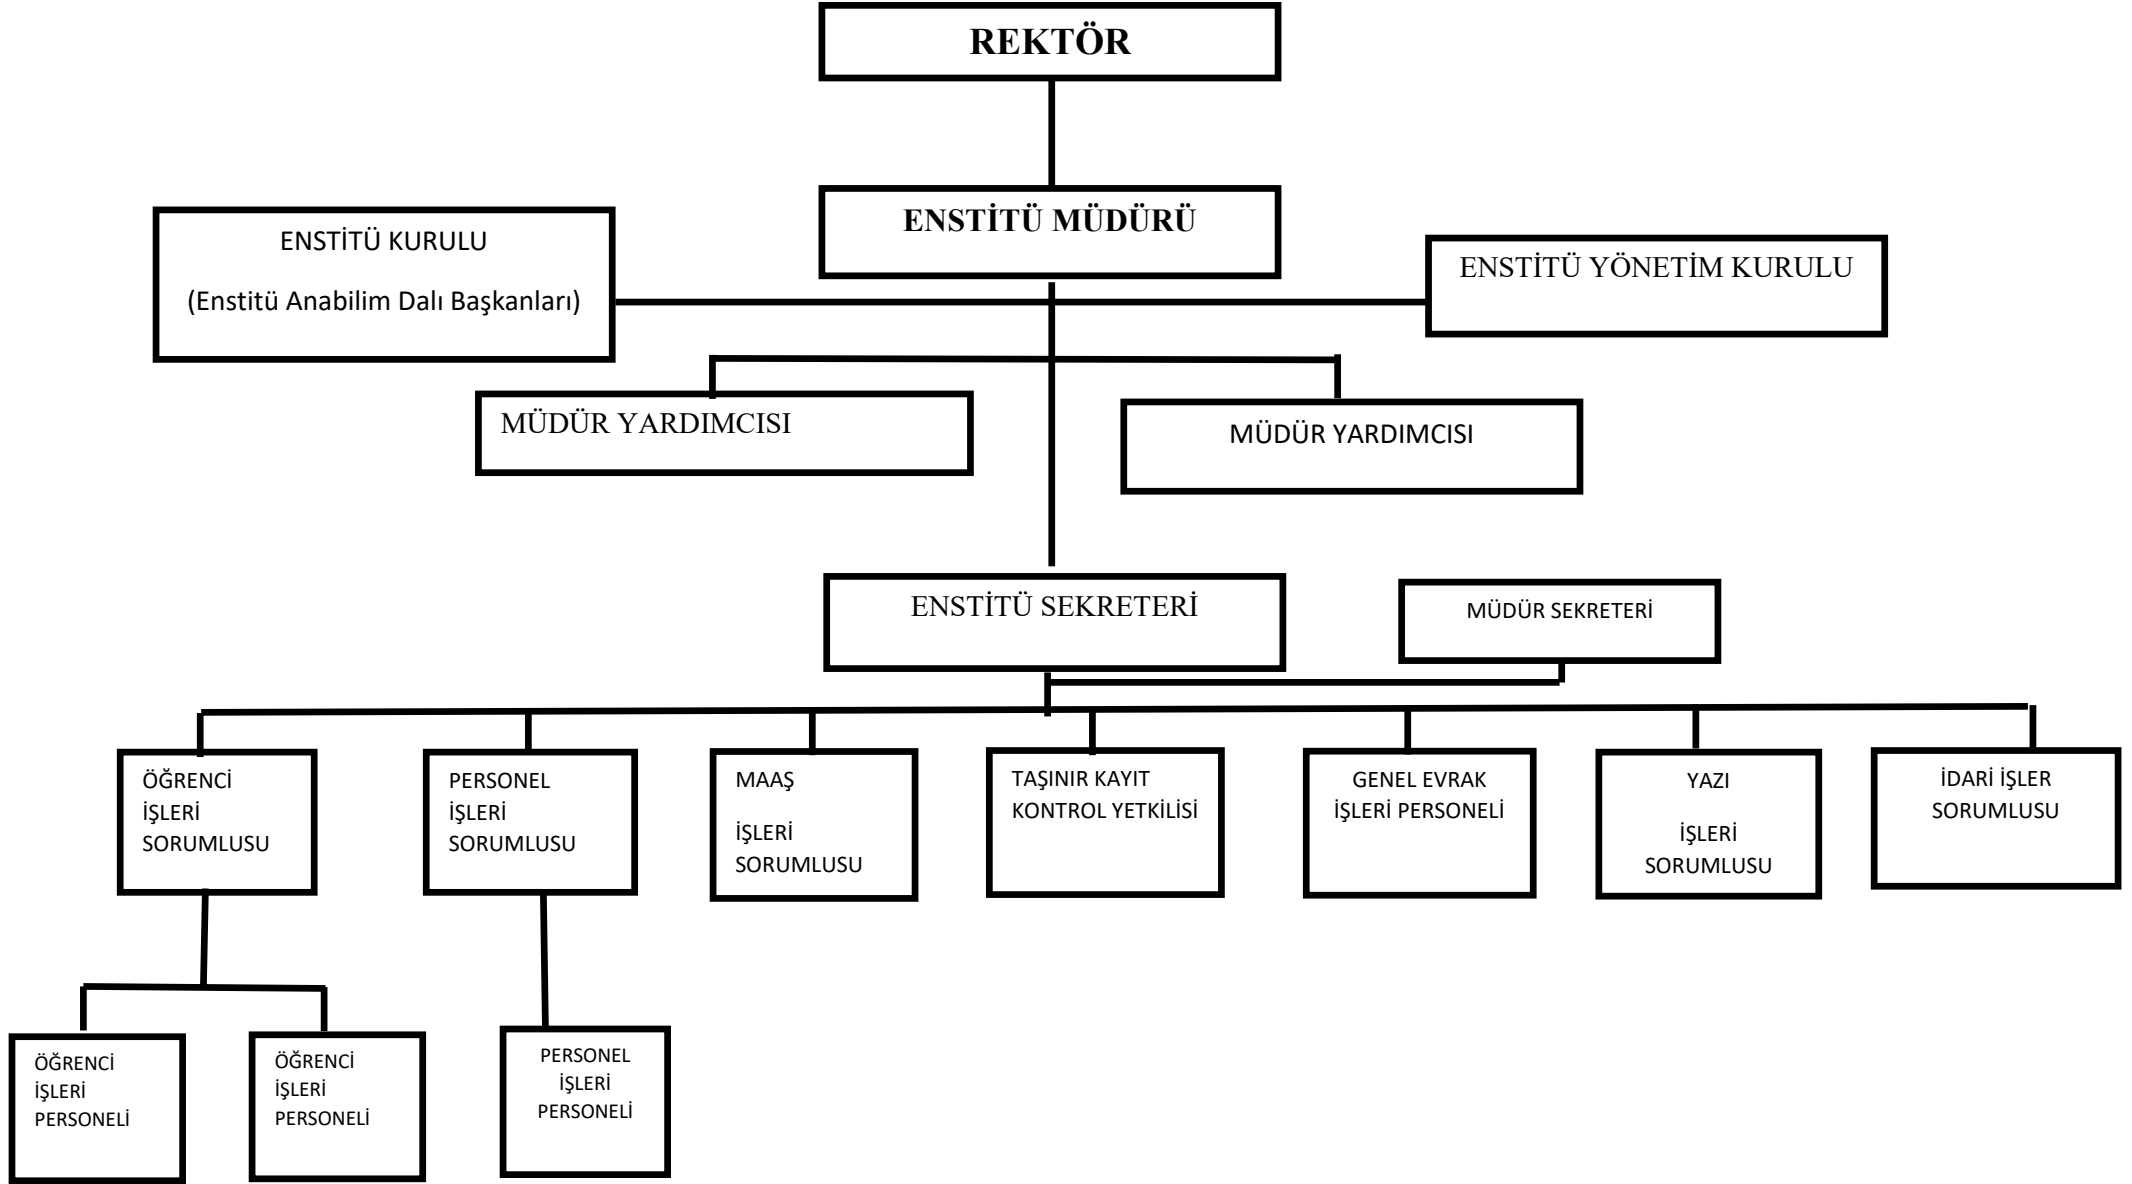 REKTÖR
ENSTİTÜ MÜDÜRÜ
ENSTİTÜ KURULU
(Enstitü Anabilim Dalı Başkanları)
ENSTİTÜ YÖNETİM KURULU
MÜDÜR YARDIMCISI
MÜDÜR YARDIMCISI
ENSTİTÜ SEKRETERİ
MÜDÜR SEKRETERİ
ÖĞRENCİ
İŞLERİ
SORUMLUSU
PERSONEL
İŞLERİ
SORUMLUSU
MAAŞ
İŞLERİ
SORUMLUSU
TAŞINIR KAYIT
KONTROL YETKİLİSİ
GENEL EVRAK
İŞLERİ PERSONELİ
YAZI
İŞLERİ
SORUMLUSU
İDARİ İŞLER
SORUMLUSU
ÖĞRENCİ
İŞLERİ
PERSONELİ
ÖĞRENCİ
İŞLERİ
PERSONELİ
PERSONEL
İŞLERİ
PERSONELİ